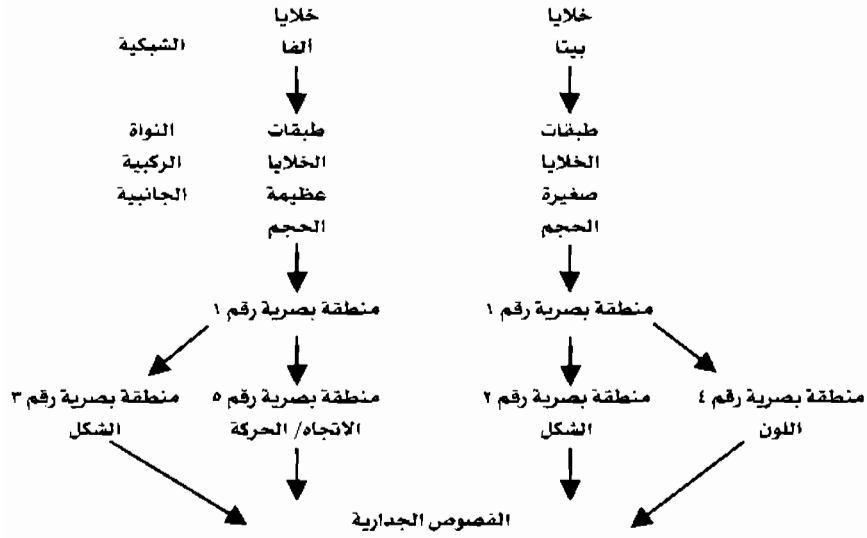 خلايا خلايا
بيتا ألفا الشبكية
طبقات طبقات النواة
الخلايا الخلايا الركبية
صغيرة عظيمة الجانبية
الحجم الحجم
منطقة بصرية رقم ١ منطقة بصرية رقم ١
منطقة بصرية رقم ٤ منطقة بصرية رقم ٢ منطقة بصرية رقم ٥ منطقة بصرية رقم ٣
اللون الشكل الاتجاه/ الحركة الشكل
الفصوص الجدارية